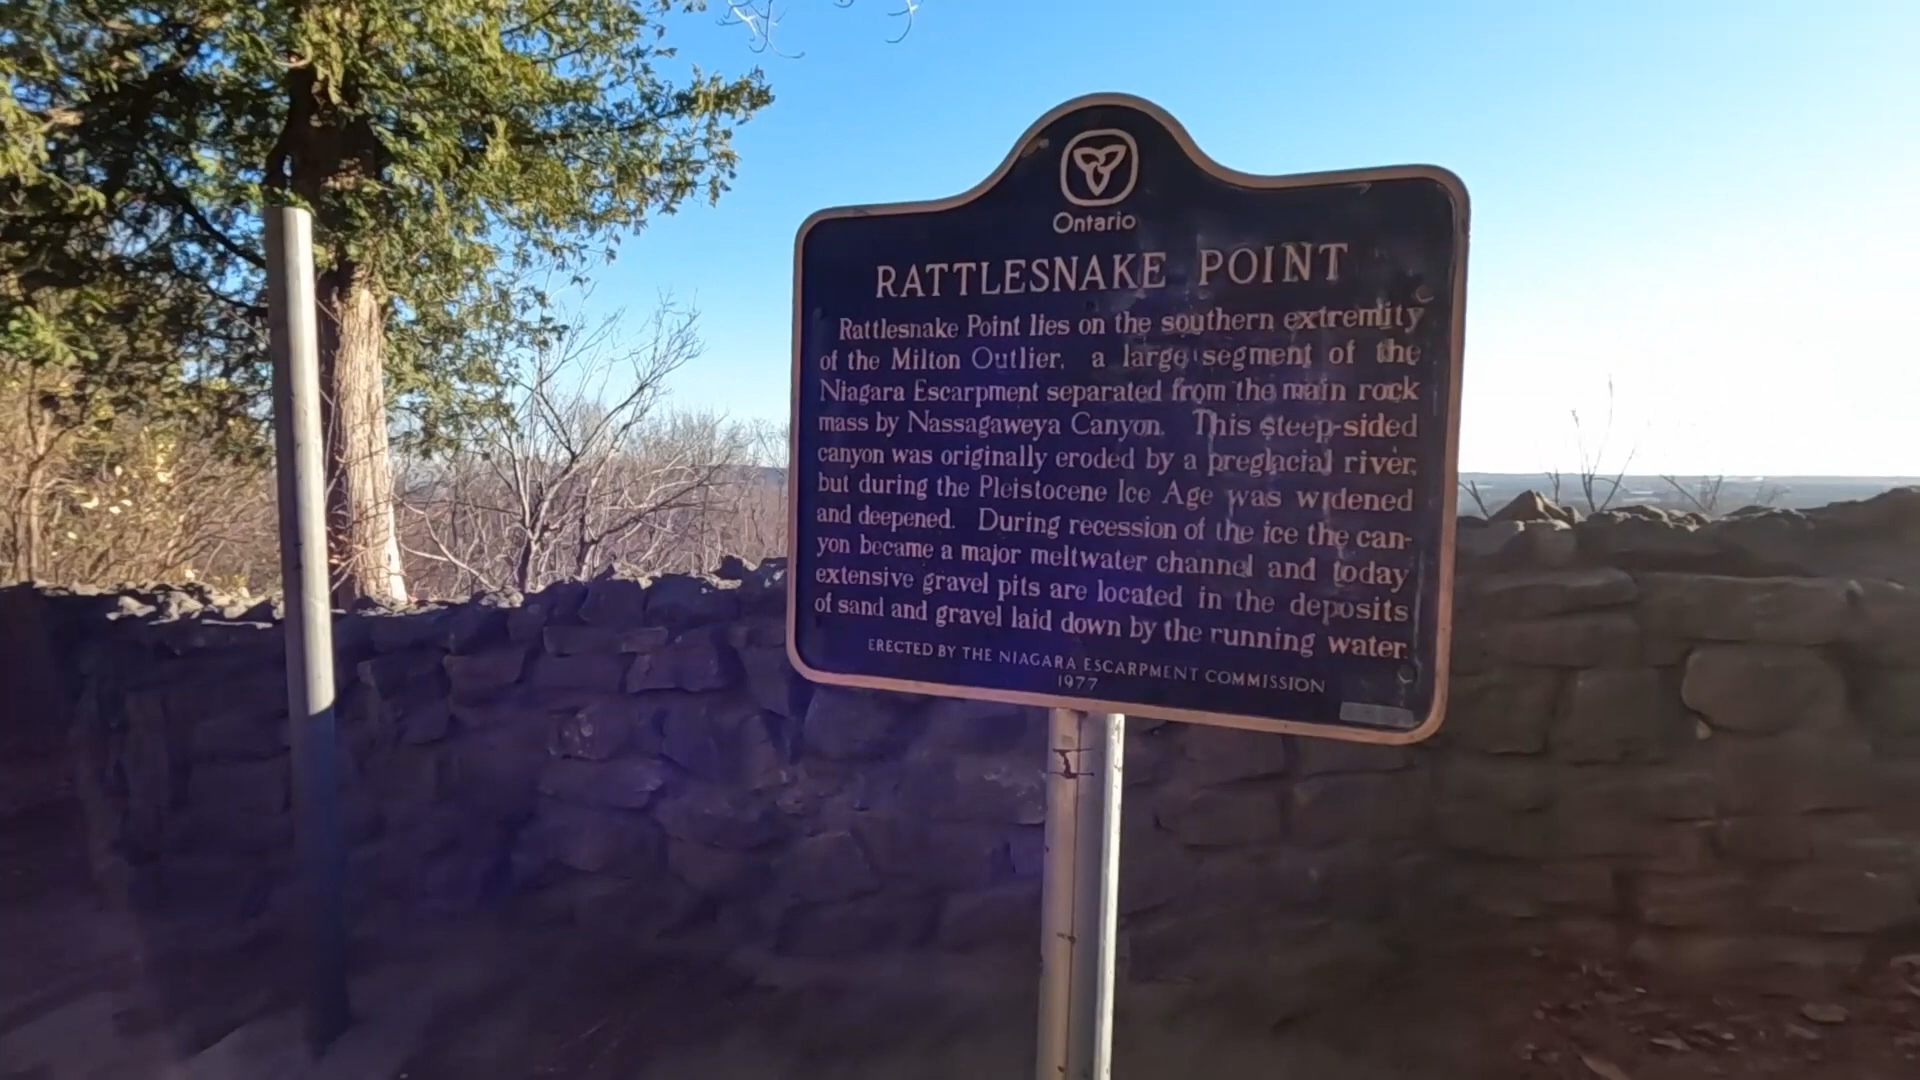 Ontario
RATTLESNAKE POINT
Rattlesnake Point lies on the southern extremity
of the Milton Outlier, a large segment of the
Niagara Escarpment separated from the main rock
mass by Nassagaweya Canyon. This steep-sided
canyon was originally eroded by a preglacial river,
but during the Pleistocene Ice Age was widened
and deepened. During recession of the ice the can-
yon became a major meltwater channel and today
extensive gravel pits are located in the deposits
of sand and gravel laid down by the running water.
ERECTED BY THE NIAGARA ESCARPMENT COMMISSION
1977